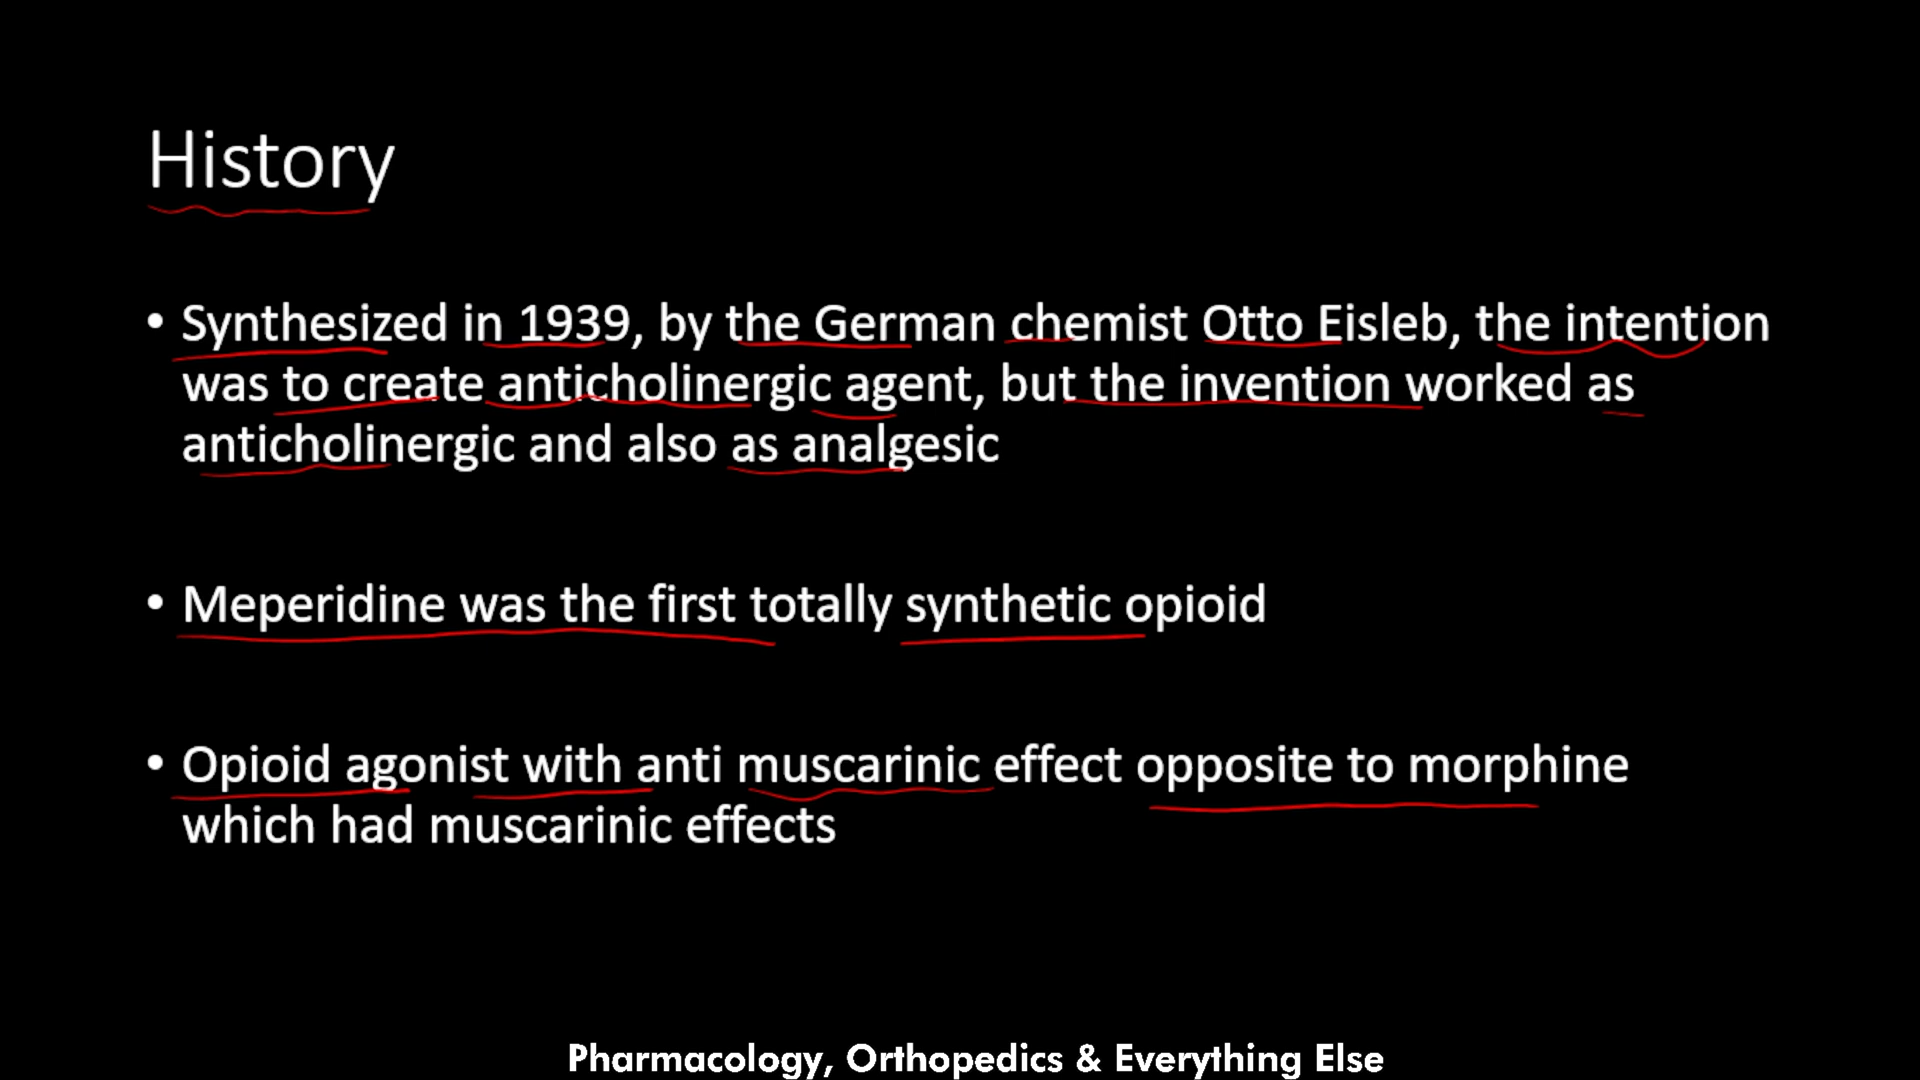 History
• Synthesized in 1939, by the German chemist Otto Eisleb, the intention
was to create anticholinergic agent, but the invention worked as
anticholinergic and also as analgesic
• Meperidine was the first totally synthetic opioid
• Opioid agonist with anti muscarinic effect opposite to morphine
which had muscarinic effects
Pharmacology, Orthopedics & Everything Else